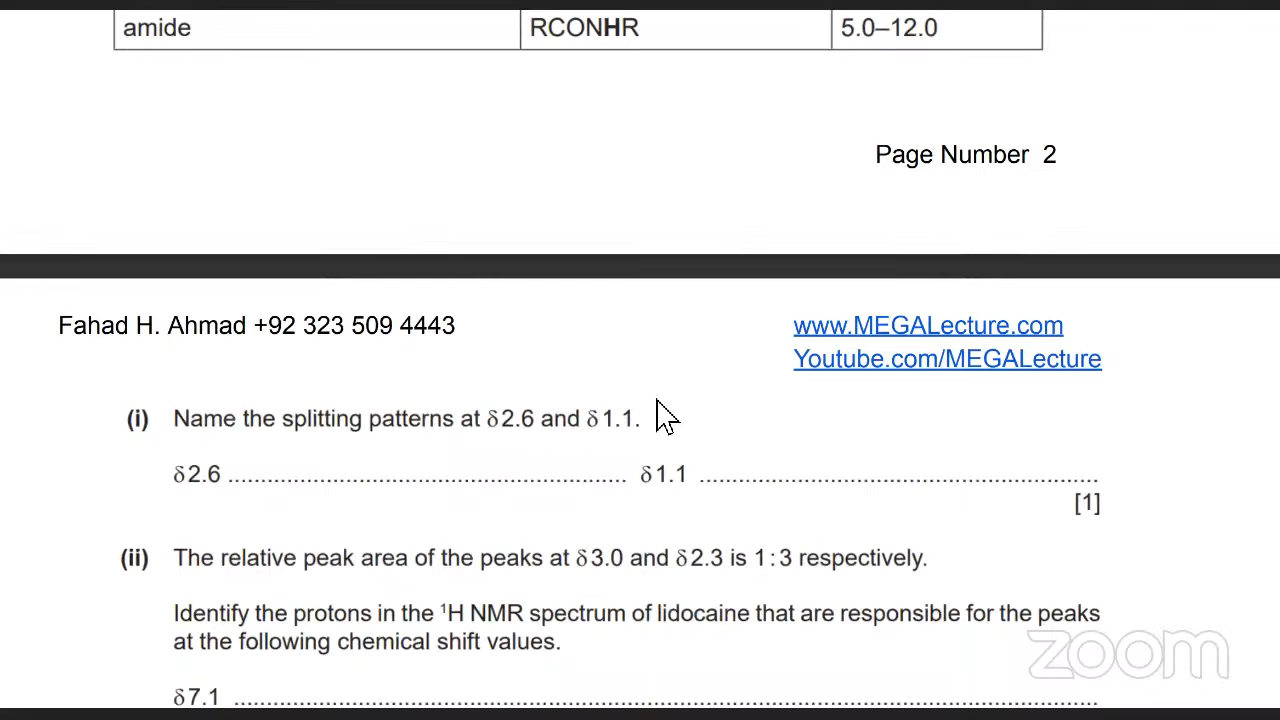 amide RCONHR 5.0–12.0
Page Number 2
Fahad H. Ahmad +92 323 509 4443 www.MEGALecture.com
Youtube.com/MEGALecture
(i) Name the splitting patterns at δ2.6 and δ1.1.
δ2.6 .............................................................. δ1.1 ..............................................................
[1]
(ii) The relative peak area of the peaks at δ3.0 and δ2.3 is 1:3 respectively.
Identify the protons in the ¹H NMR spectrum of lidocaine that are responsible for the peaks
at the following chemical shift values.
zoom
δ7.1 ....................................................................................................................................